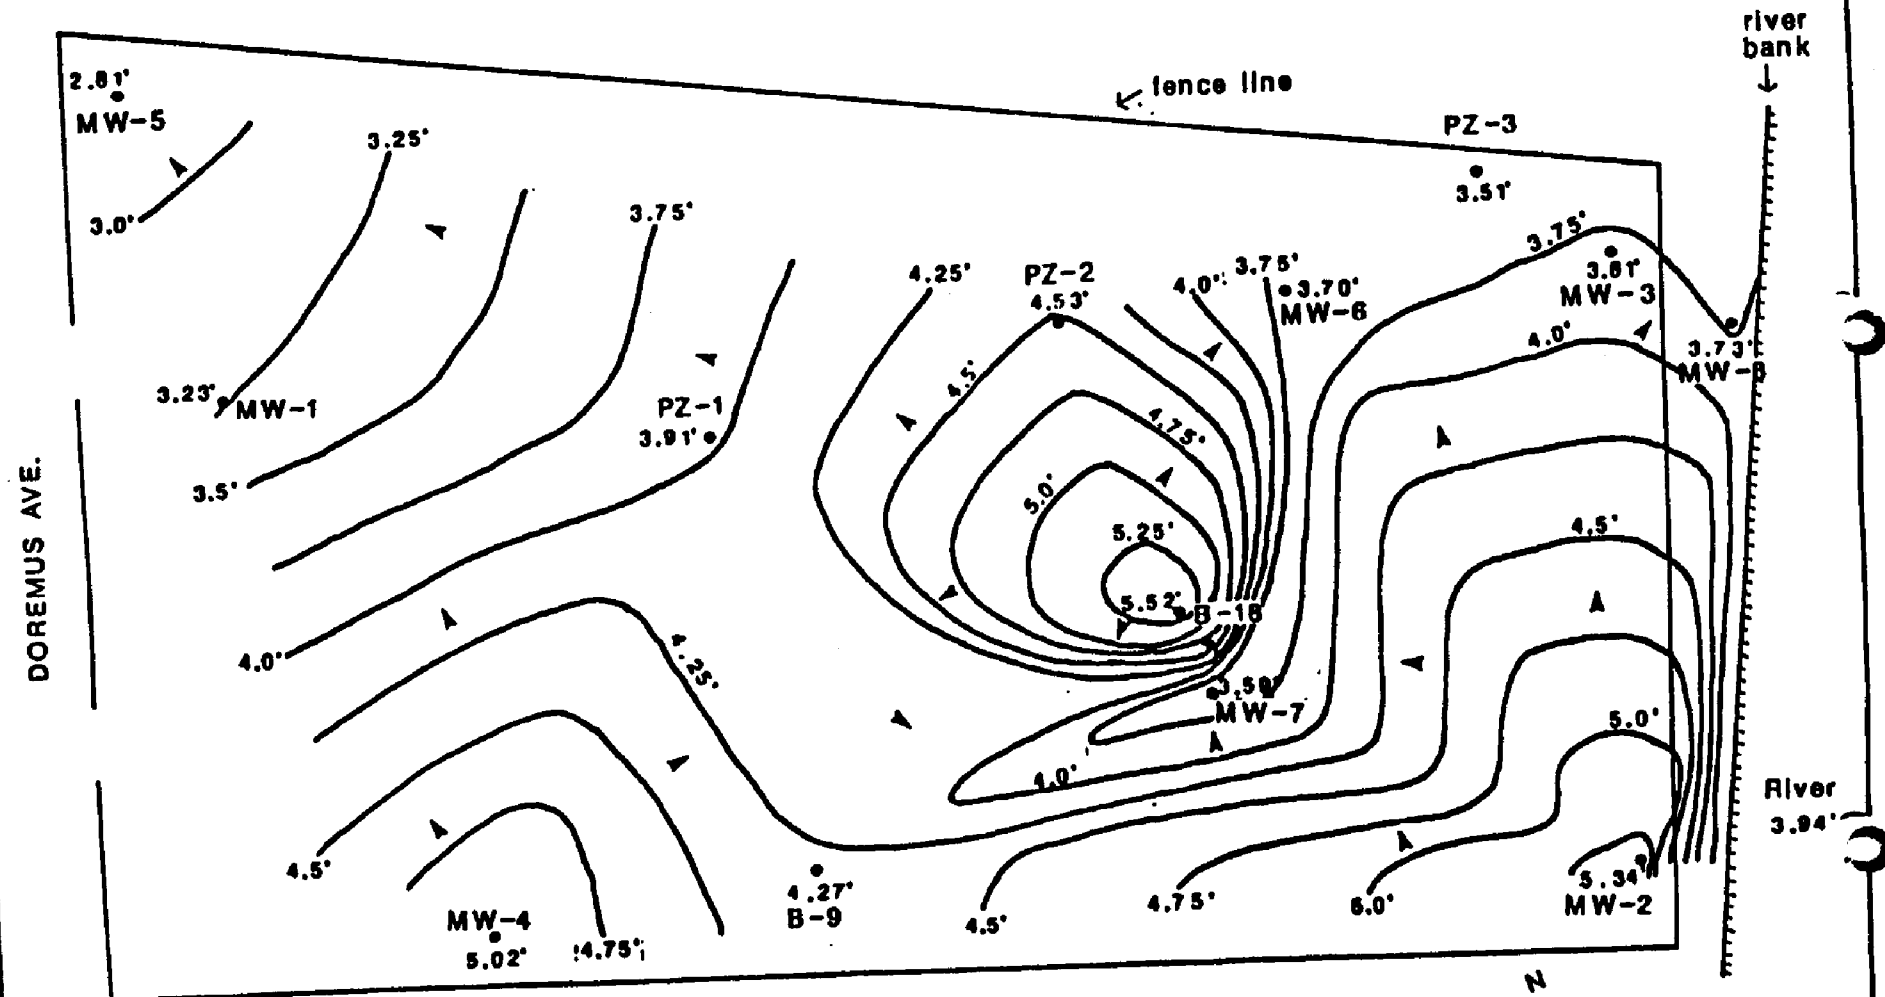 river
bank
fence line
2.81'
MW-5
PZ-3
3.51'
3.25'
3.0'
3.75'
3.75'
4.25'
PZ-2
4.53'
4.0'
3.75'
3.70'
MW-6
3.81'
MW-3
4.0'
3.73'
MW-8
3.23'
MW-1
PZ-1
3.91'
4.5'
4.75'
3.5'
5.0'
5.25'
4.5'
5.52'
B-18
DOREMUS AVE.
4.0'
4.25'
MW-7
5.0'
4.0'
River
3.94'
4.5'
4.27'
B-9
4.5'
4.75'
5.34'
MW-2
MW-4
5.02'
4.75'
N